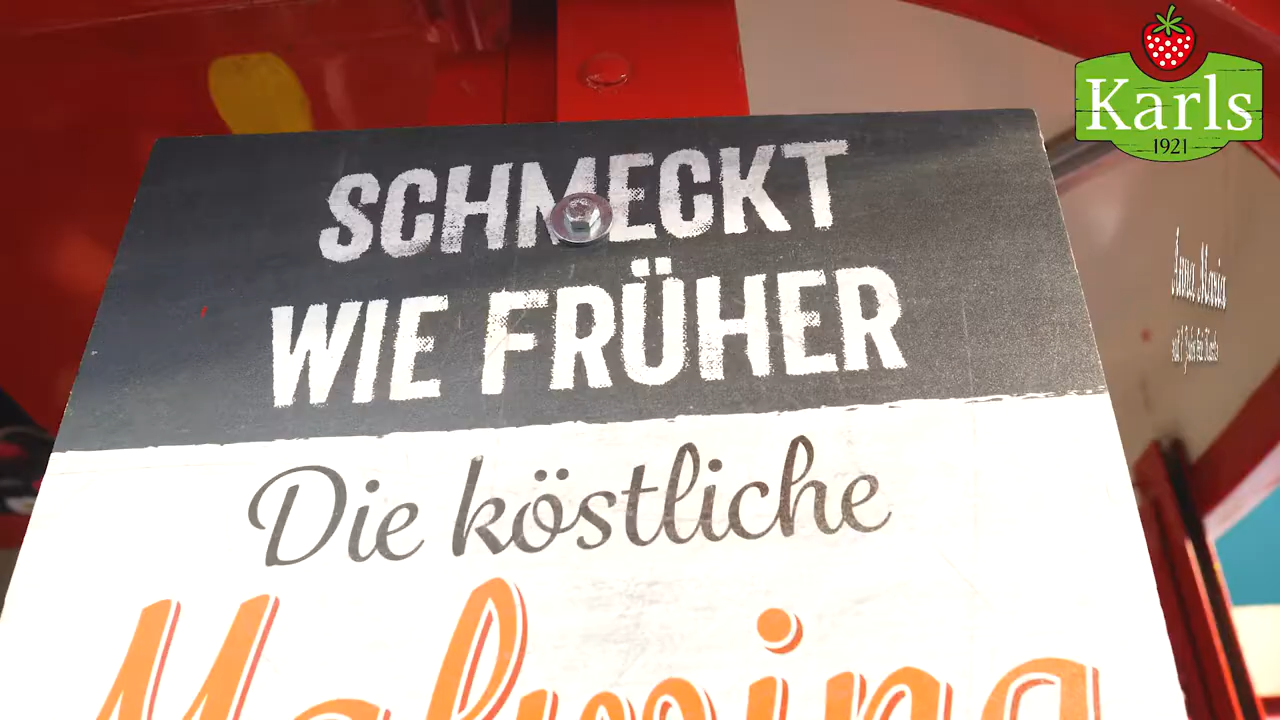 SCHMECKT
WIE FRÜHER
Die köstliche
Karls
1921
Anna Maria